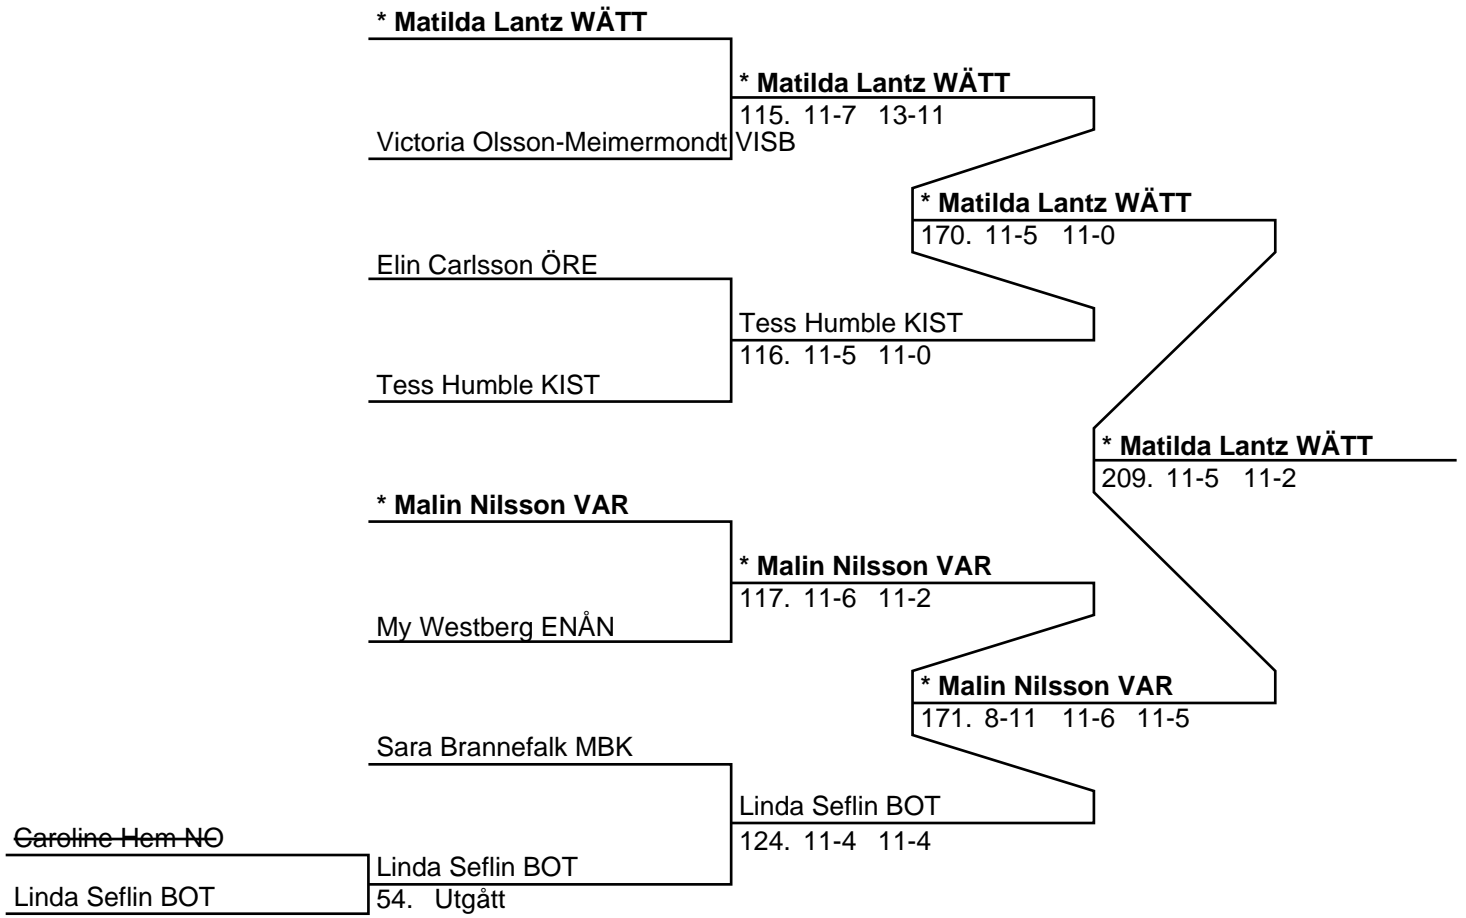 * Matilda Lantz WÄTT
* Matilda Lantz WÄTT
115. 11-7 13-11
Victoria Olsson-Meimermondt VISB
* Matilda Lantz WÄTT
170. 11-5 11-0
Elin Carlsson ÖRE
Tess Humble KIST
116. 11-5 11-0
Tess Humble KIST
* Matilda Lantz WÄTT
209. 11-5 11-2
* Malin Nilsson VAR
* Malin Nilsson VAR
117. 11-6 11-2
My Westberg ENÅN
* Malin Nilsson VAR
171. 8-11 11-6 11-5
Sara Brannefalk MBK
Linda Seflin BOT
124. 11-4 11-4
Caroline Hem NO
Linda Seflin BOT
54. Utgått
Linda Seflin BOT